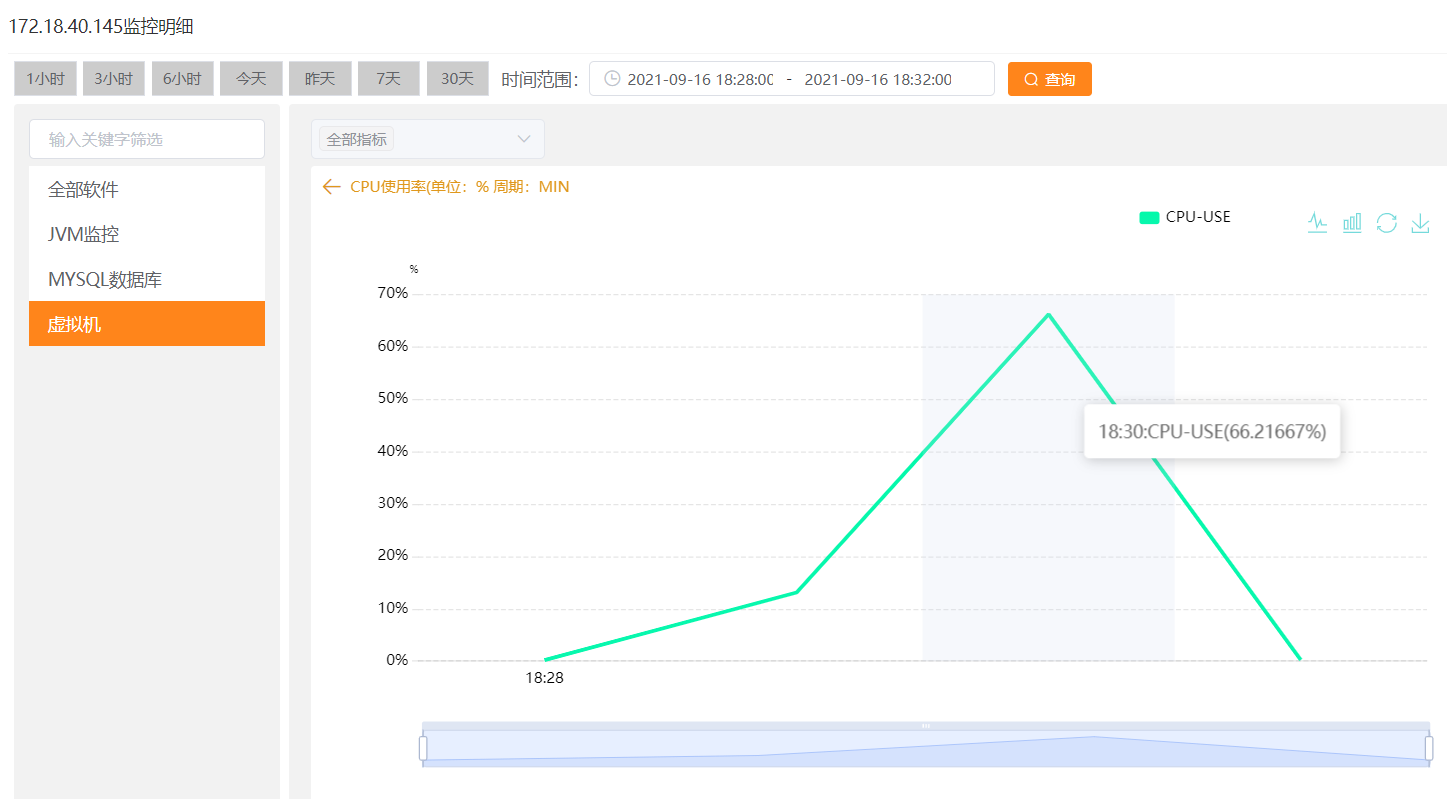 172.18.40.145监控明细
1小时 3小时 6小时 今天 昨天 7天 30天 时间范围： 2021-09-16 18:28:00 - 2021-09-16 18:32:00 查询
输入关键字筛选
全部软件
JVM监控
MYSQL数据库
虚拟机
全部指标
CPU使用率(单位：% 周期：MIN
CPU-USE
%
70%
60%
50%
18:30:CPU-USE(66.21667%)
40%
30%
20%
10%
0%
18:28